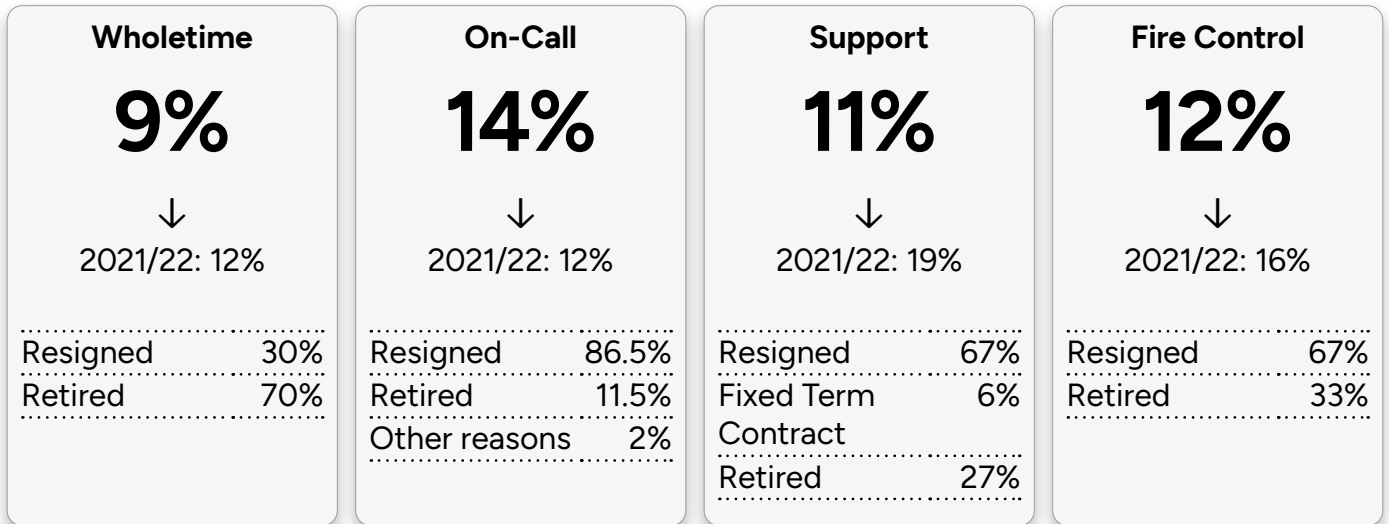 Wholetime
9%
↓
2021/22: 12%
Resigned 30%
Retired 70%
On-Call
14%
↓
2021/22: 12%
Resigned 86.5%
Retired 11.5%
Other reasons 2%
Support
11%
↓
2021/22: 19%
Resigned 67%
Fixed Term 6%
Contract
Retired 27%
Fire Control
12%
↓
2021/22: 16%
Resigned 67%
Retired 33%